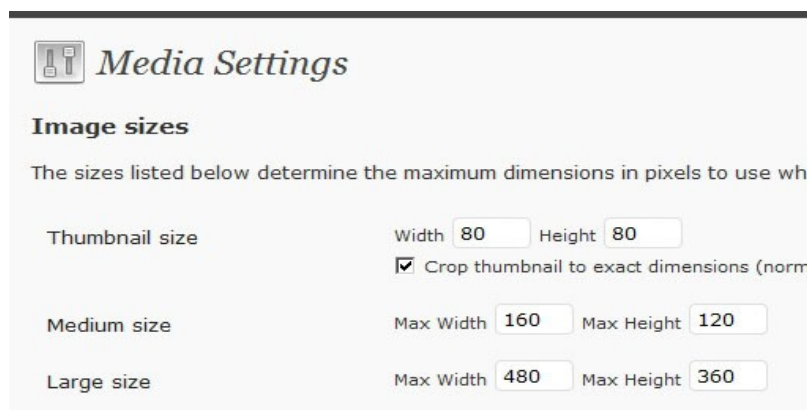 Media Settings
Image sizes
The sizes listed below determine the maximum dimensions in pixels to use wh
Thumbnail size Width 80 Height 80
Crop thumbnail to exact dimensions (norm
Medium size Max Width 160 Max Height 120
Large size Max Width 480 Max Height 360